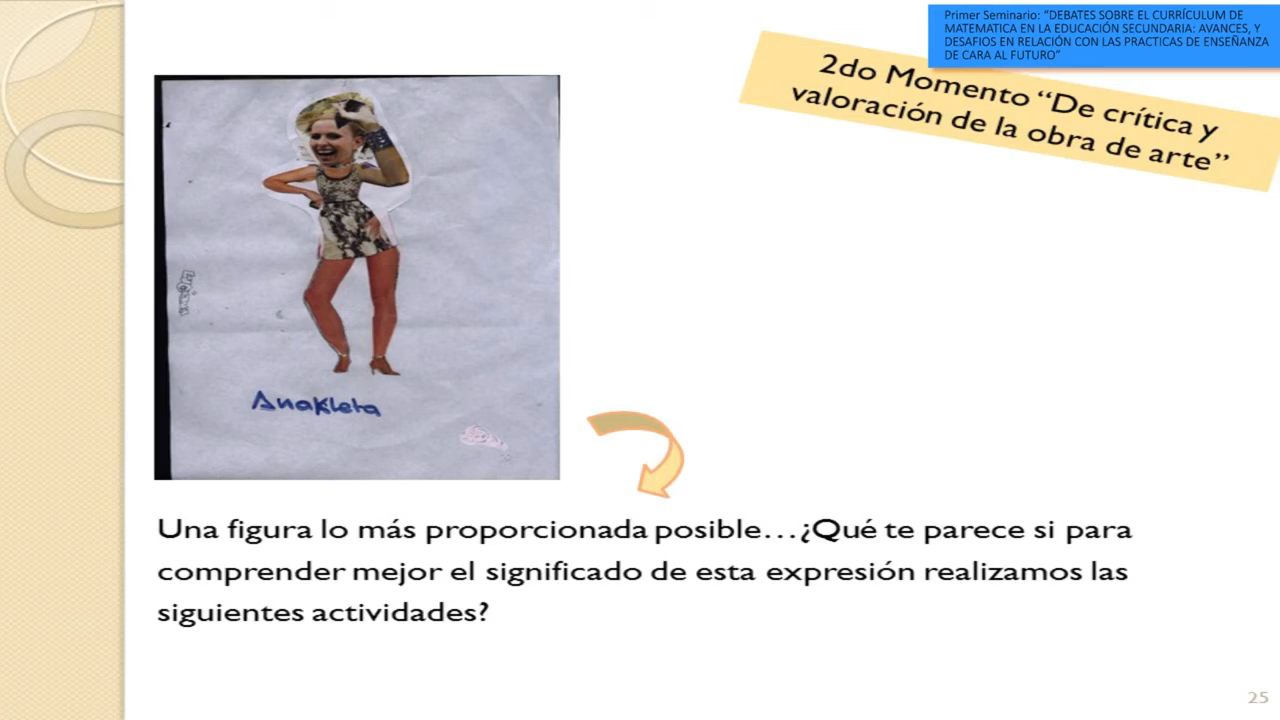 Primer Seminario: “DEBATES SOBRE EL CURRÍCULUM DE
MATEMATICA EN LA EDUCACIÓN SECUNDARIA: AVANCES, Y
DESAFIOS EN RELACIÓN CON LAS PRACTICAS DE ENSEÑANZA
DE CARA AL FUTURO”
2do Momento “De crítica y
valoración de la obra de arte”
Anakleta
Una figura lo más proporcionada posible…¿Qué te parece si para
comprender mejor el significado de esta expresión realizamos las
siguientes actividades?
25